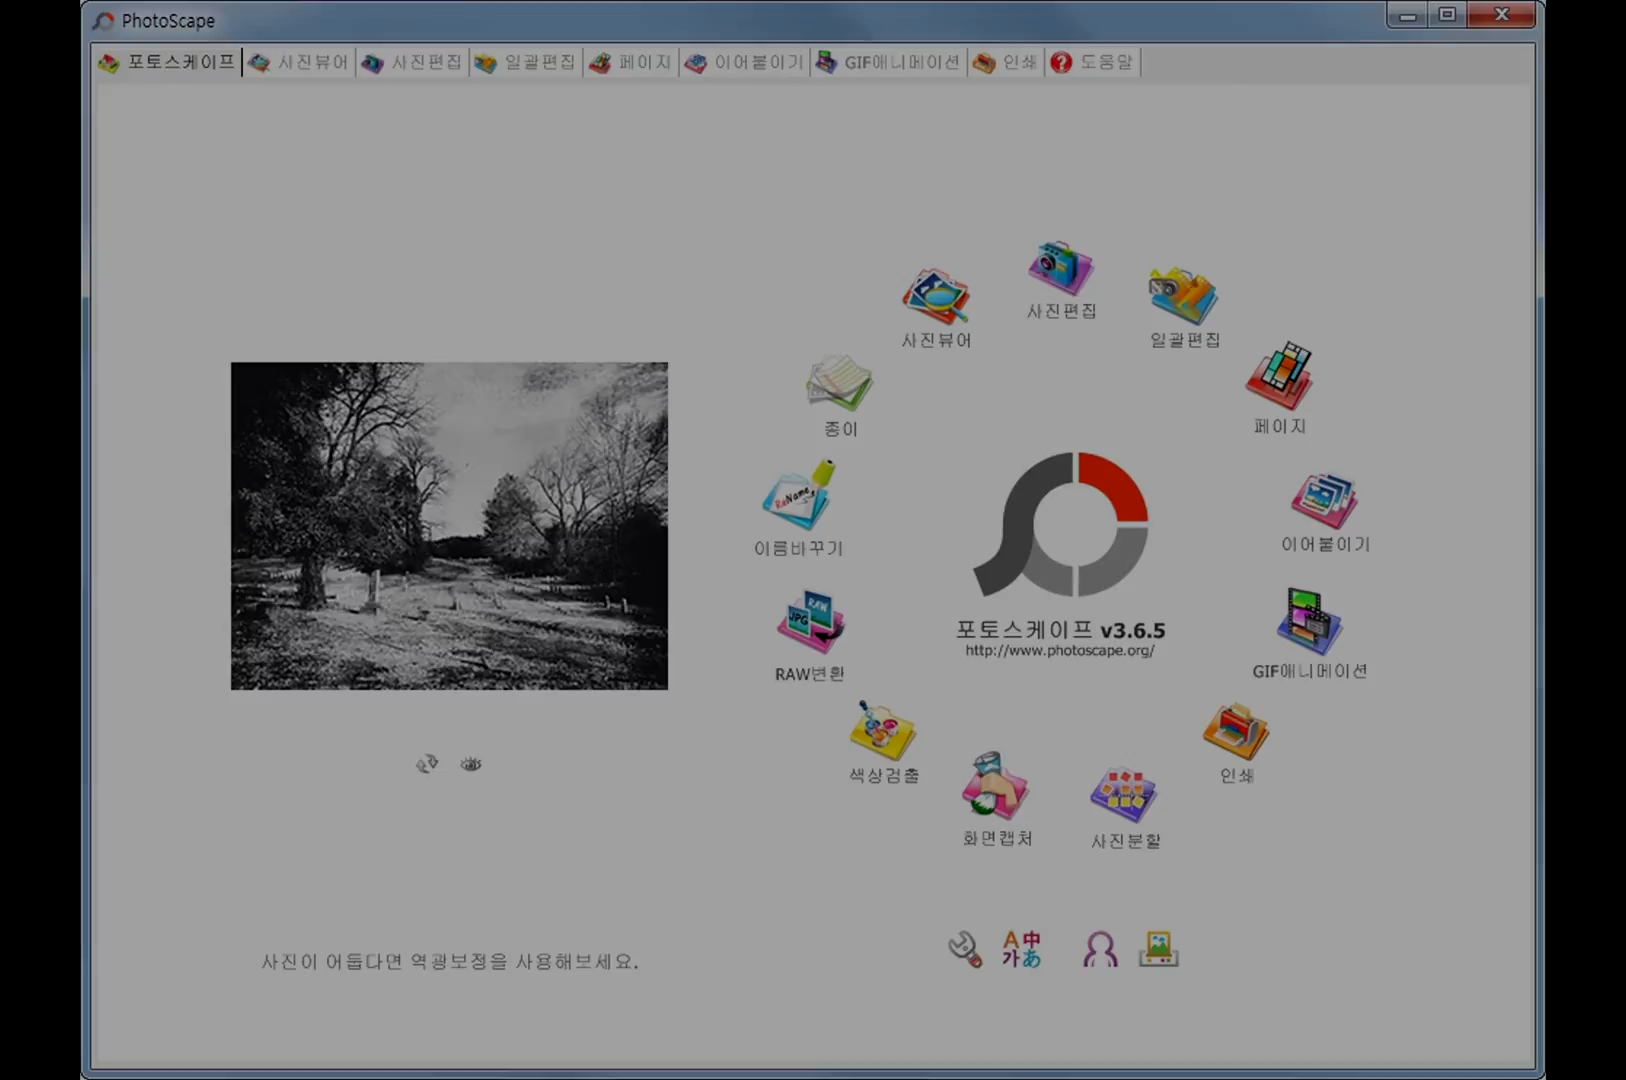 PhotoScape
포토스케이프 사진뷰어 사진편집 일괄편집 페이지 이어붙이기 GIF애니메이션 인쇄 도움말
사진편집
사진뷰어
일괄편집
종이
페이지
ReName
이름바꾸기
이어붙이기
RAW
JPG
RAW변환
포토스케이프 v3.6.5
http://www.photoscape.org/
GIF애니메이션
색상검출
인쇄
화면캡처
사진분할
A中
가あ
사진이 어둡다면 역광보정을 사용해보세요.